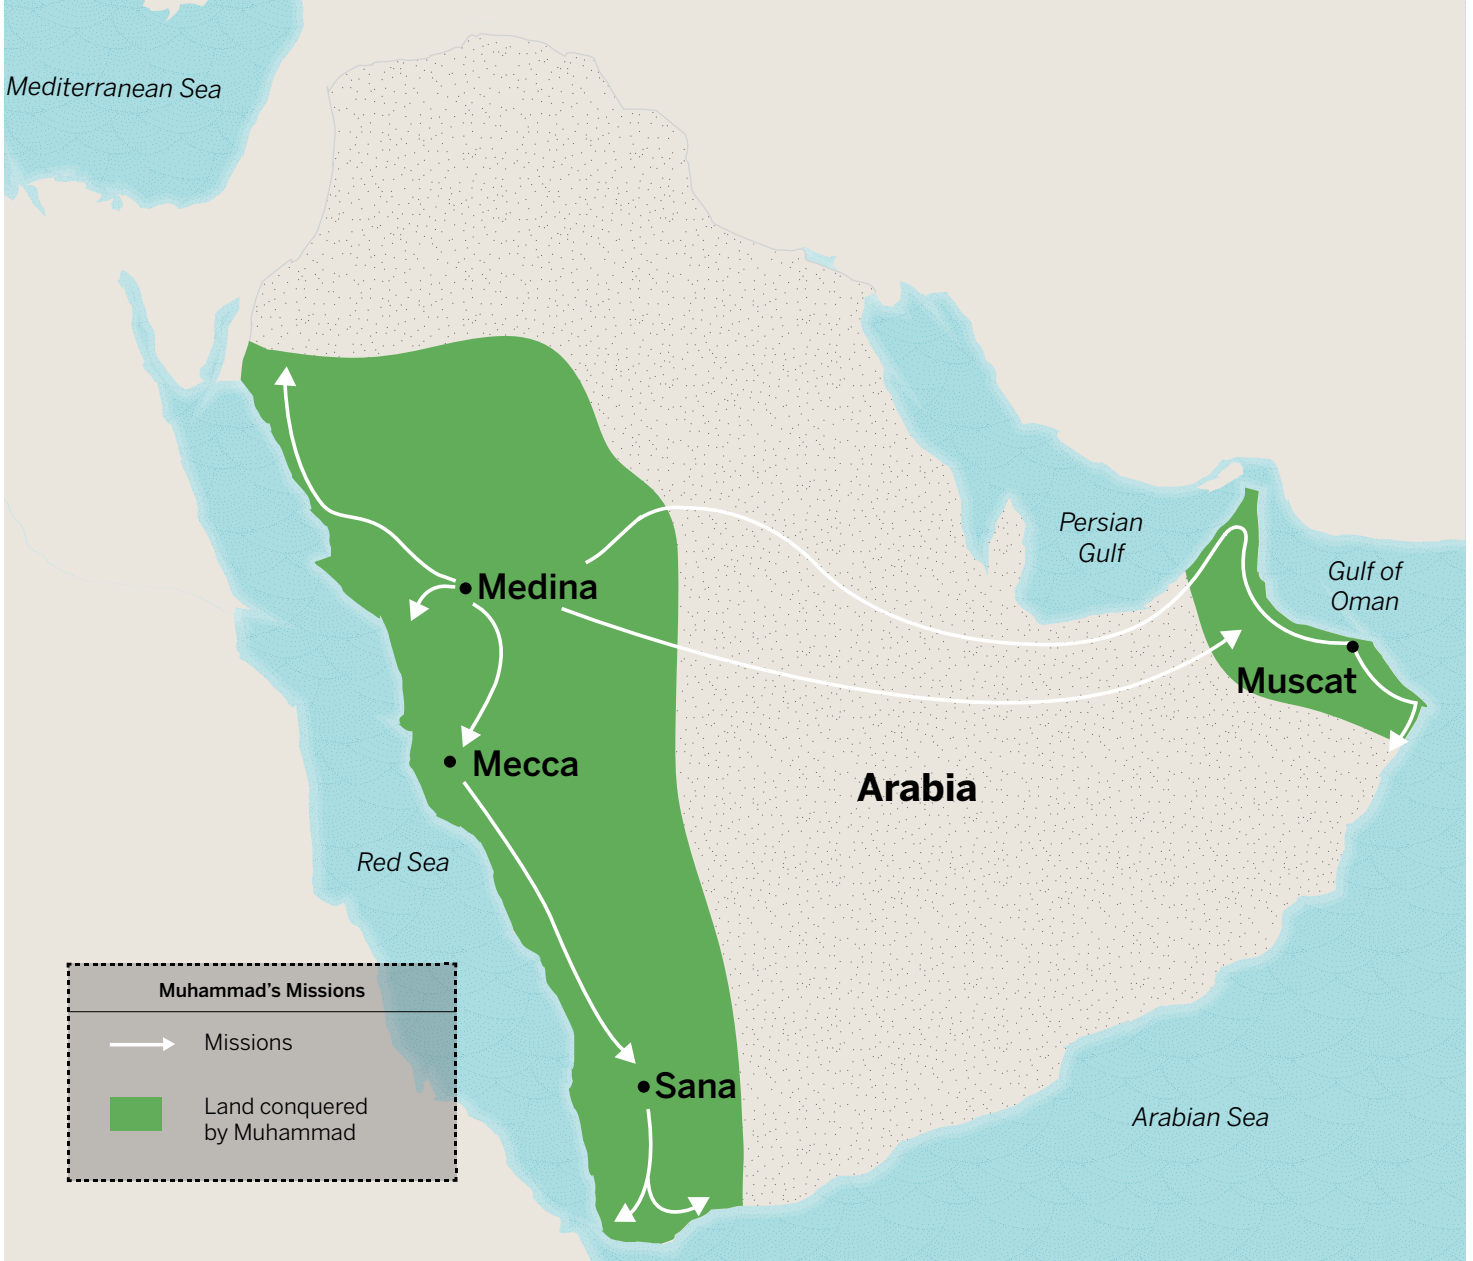 Mediterranean Sea
Persian
Gulf
Gulf of
Oman
Medina
Muscat
Mecca
Arabia
Red Sea
Muhammad’s Missions
Missions
Land conquered
by Muhammad
Sana
Arabian Sea